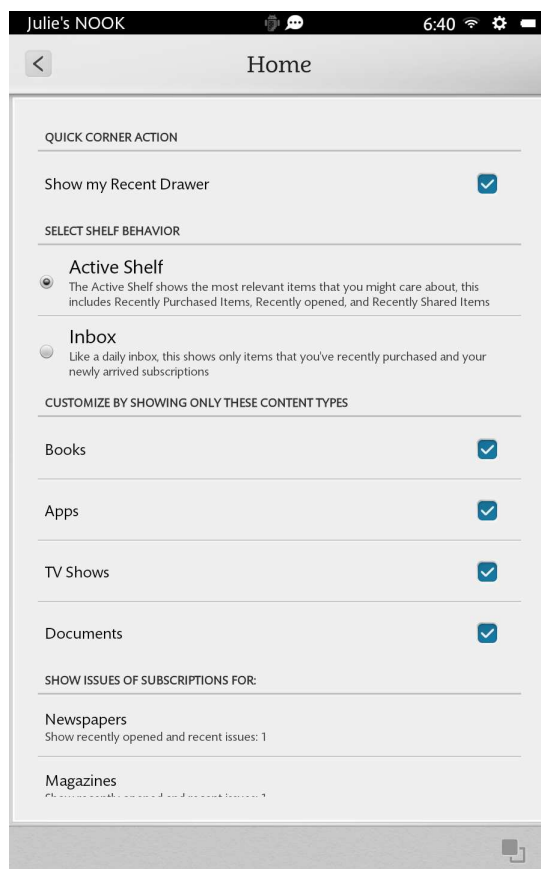 Julie's NOOK 6:40
Home
QUICK CORNER ACTION
Show my Recent Drawer
SELECT SHELF BEHAVIOR
Active Shelf
The Active Shelf shows the most relevant items that you might care about, this
includes Recently Purchased Items, Recently opened, and Recently Shared Items
Inbox
Like a daily inbox, this shows only items that you've recently purchased and your
newly arrived subscriptions
CUSTOMIZE BY SHOWING ONLY THESE CONTENT TYPES
Books
Apps
TV Shows
Documents
SHOW ISSUES OF SUBSCRIPTIONS FOR:
Newspapers
Show recently opened and recent issues: 1
Magazines